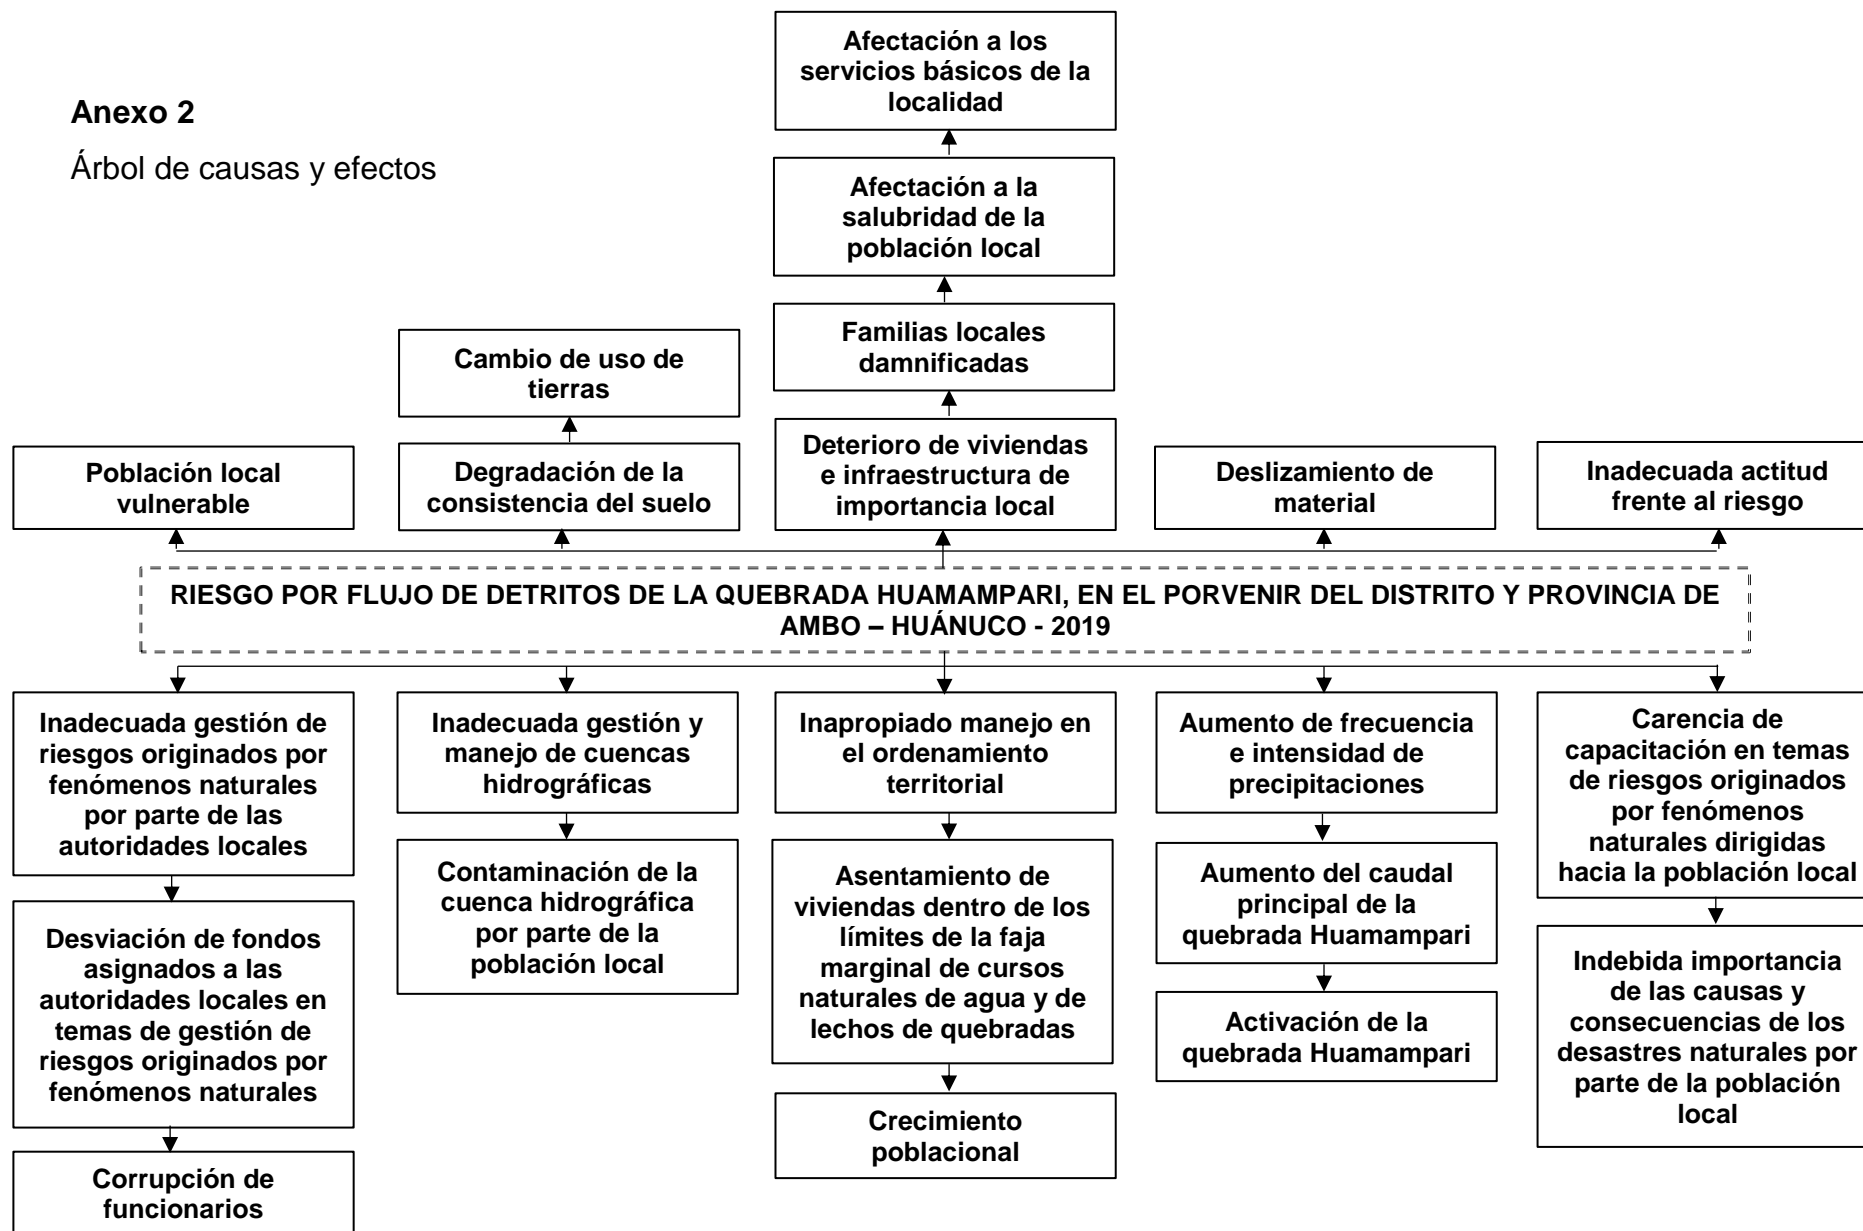 Anexo 2
Árbol de causas y efectos
Afectación a los
servicios básicos de la
localidad
Afectación a la
salubridad de la
población local
Familias locales
damnificadas
Cambio de uso de
tierras
Población local
vulnerable
Degradación de la
consistencia del suelo
Deterioro de viviendas
e infraestructura de
importancia local
Deslizamiento de
material
Inadecuada actitud
frente al riesgo
RIESGO POR FLUJO DE DETRITOS DE LA QUEBRADA HUAMAMPARI, EN EL PORVENIR DEL DISTRITO Y PROVINCIA DE
AMBO – HUÁNUCO - 2019
Inadecuada gestión de
riesgos originados por
fenómenos naturales
por parte de las
autoridades locales
Inadecuada gestión y
manejo de cuencas
hidrográficas
Inapropiado manejo en
el ordenamiento
territorial
Aumento de frecuencia
e intensidad de
precipitaciones
Carencia de
capacitación en temas
de riesgos originados
por fenómenos
naturales dirigidas
hacia la población local
Desviación de fondos
asignados a las
autoridades locales en
temas de gestión de
riesgos originados por
fenómenos naturales
Contaminación de la
cuenca hidrográfica
por parte de la
población local
Asentamiento de
viviendas dentro de los
límites de la faja
marginal de cursos
naturales de agua y de
lechos de quebradas
Aumento del caudal
principal de la
quebrada Huamampari
Indebida importancia
de las causas y
consecuencias de los
desastres naturales por
parte de la población
local
Activación de la
quebrada Huamampari
Crecimiento
poblacional
Corrupción de
funcionarios